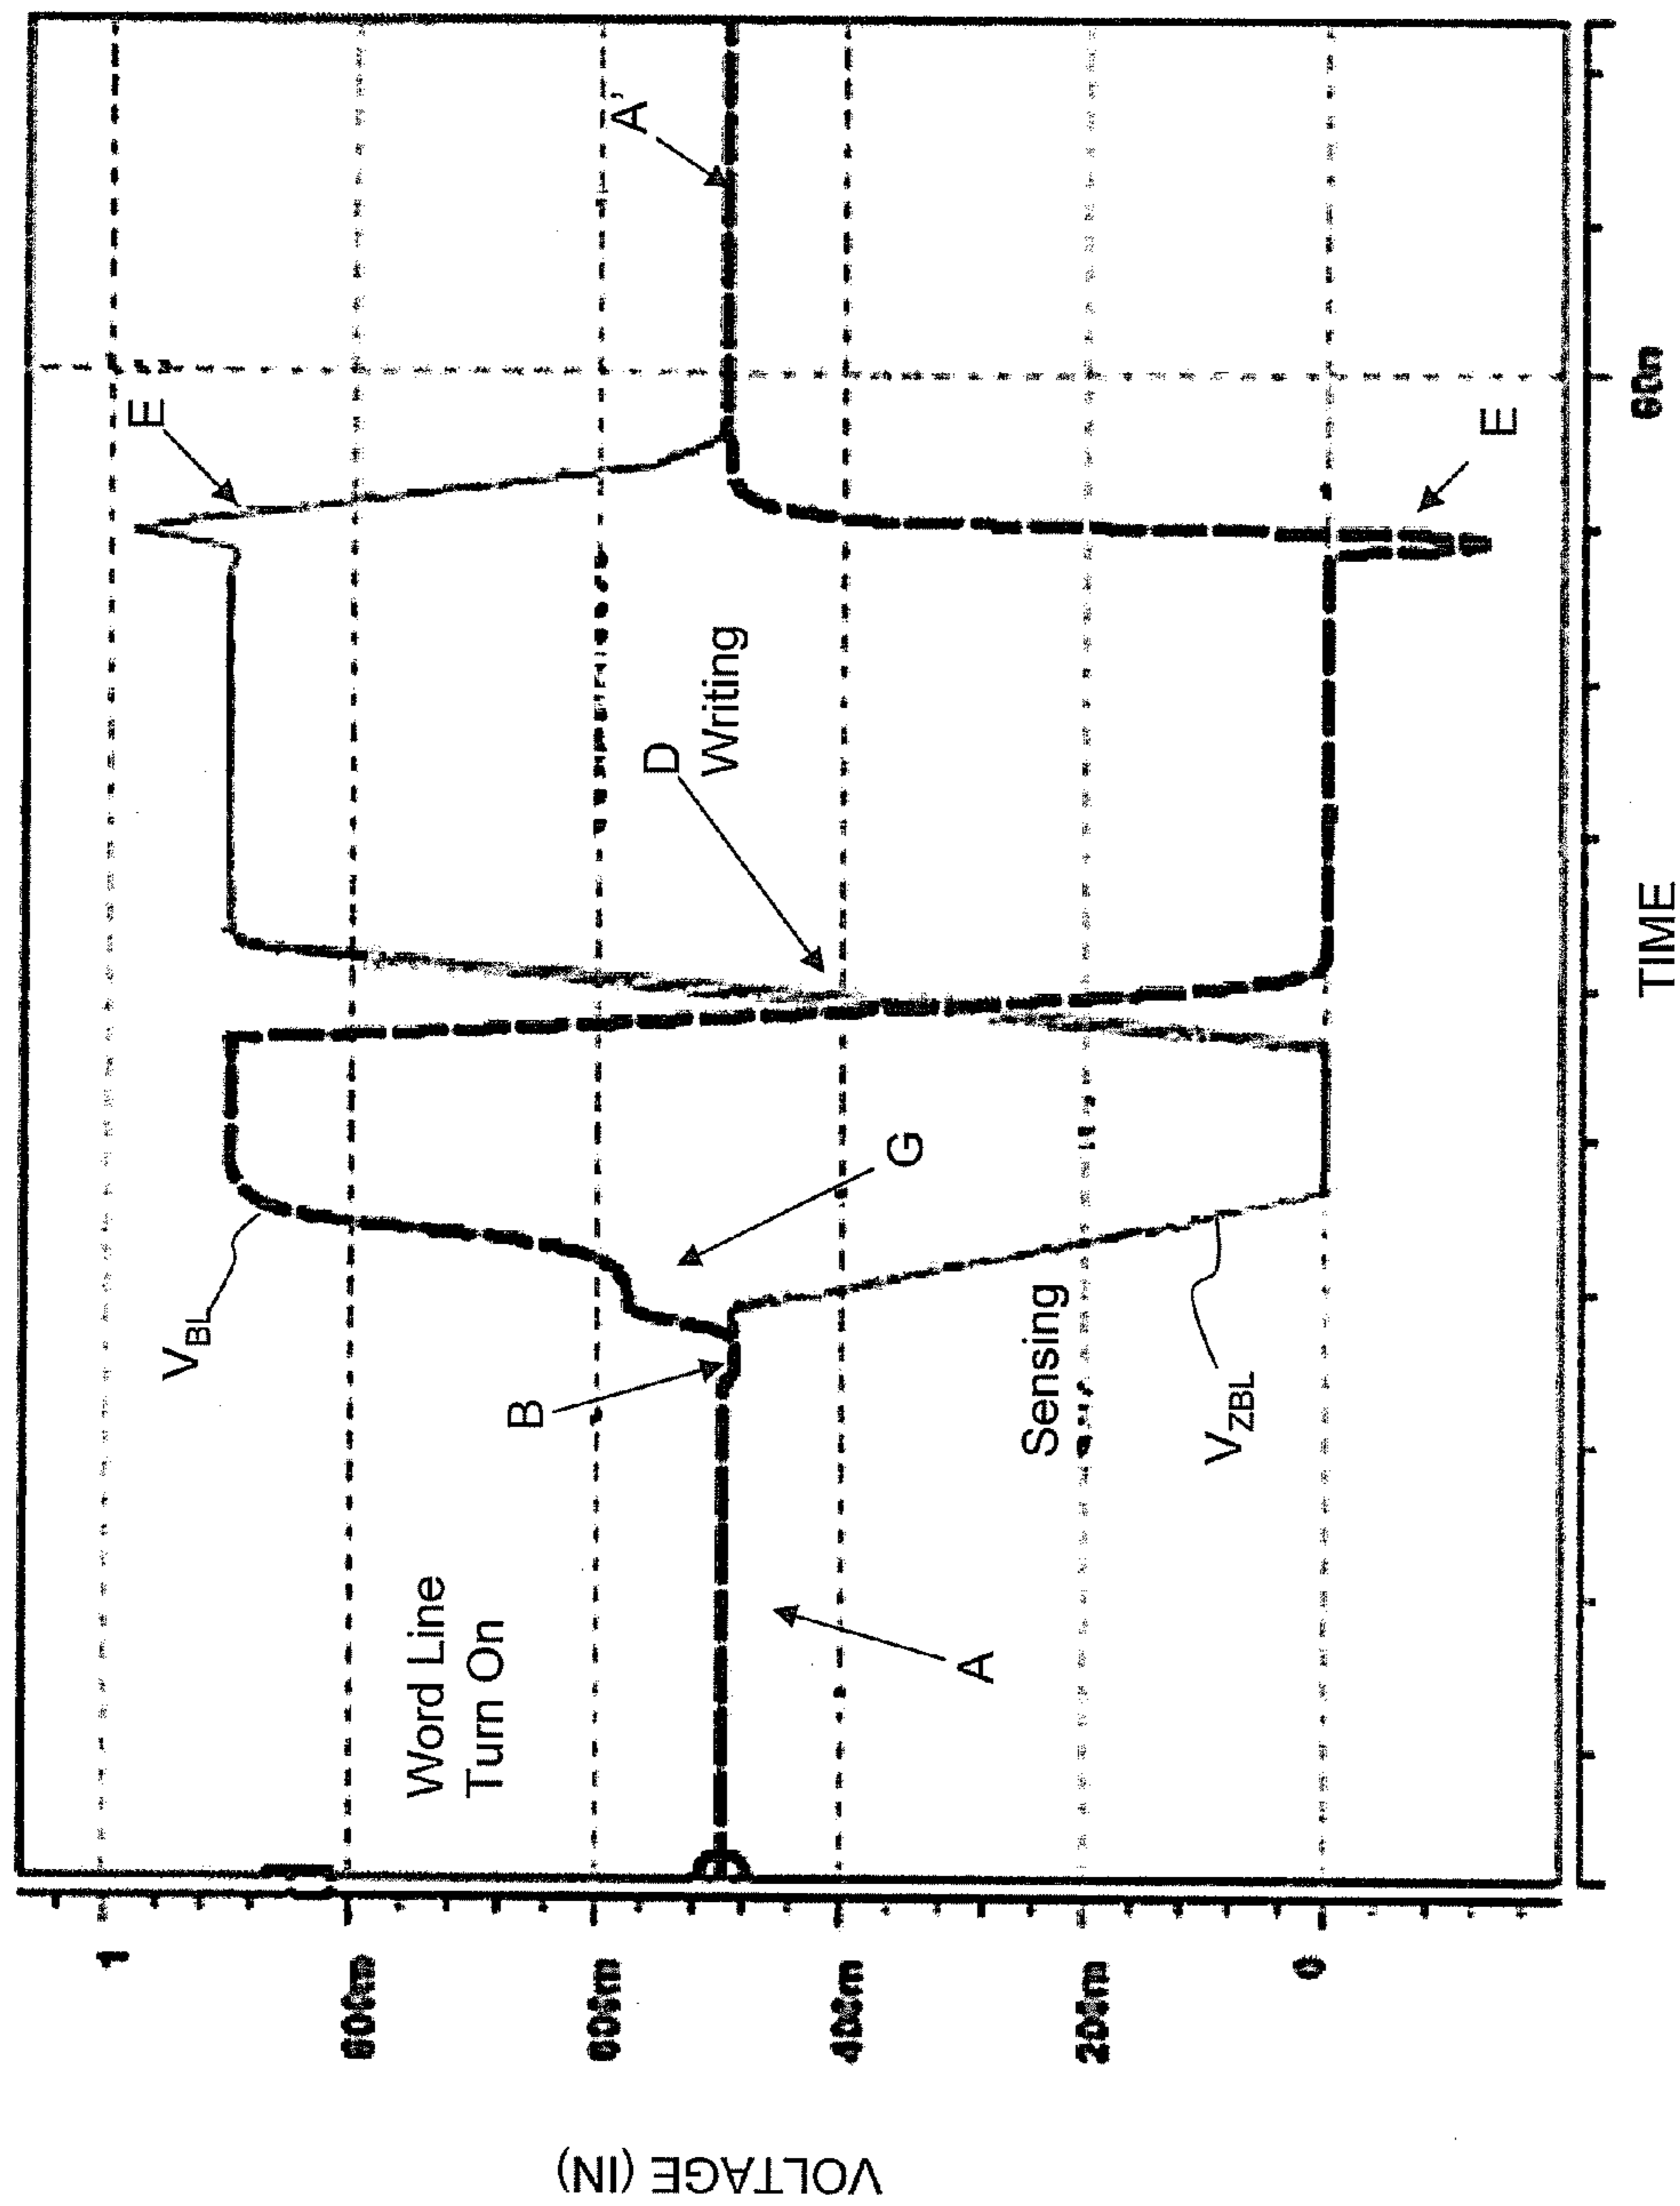 VOLTAGE (IN)
1
800m
600m
400m
200m
0
Word Line
Turn On
V_BL
B
A
G
Sensing
V_ZBL
D
Writing
E
E
A'
60n
TIME